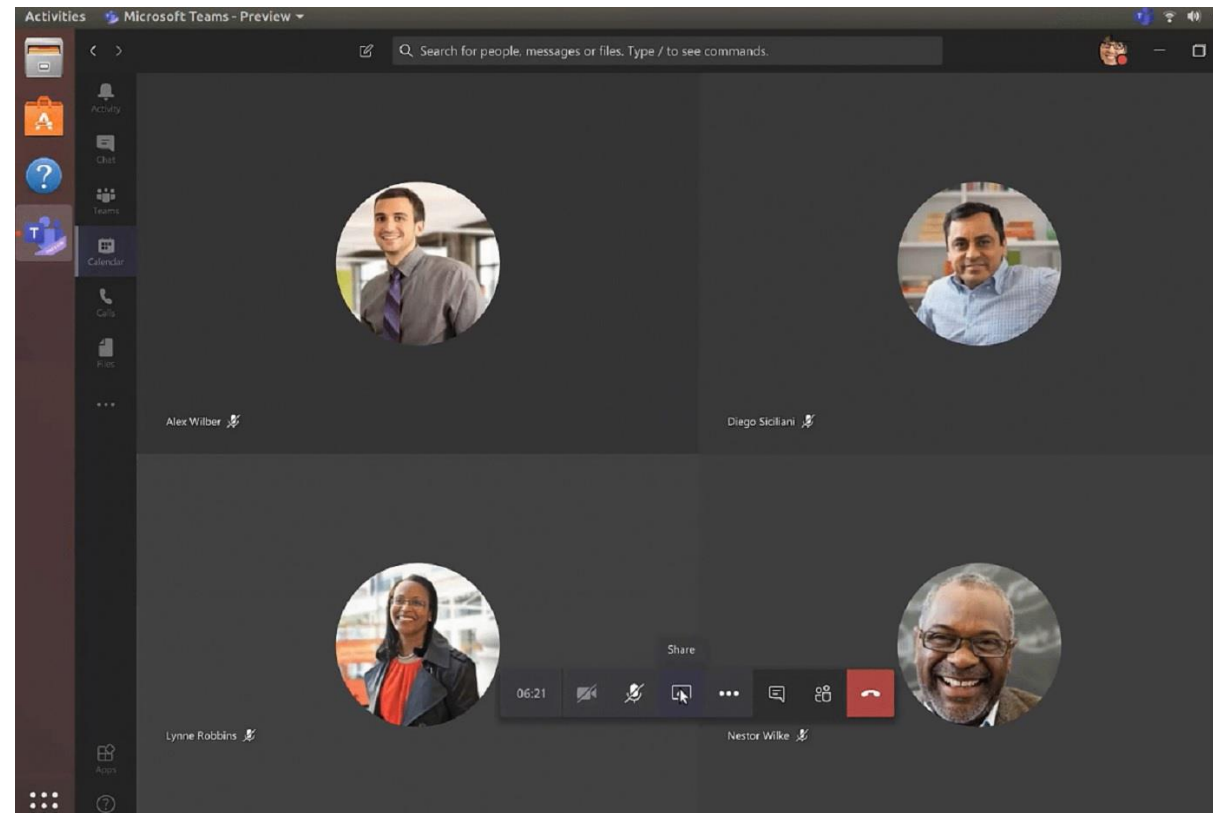 Activities Microsoft Teams - Preview
Search for people, messages or files. Type / to see commands.
Activity
Chat
Teams
Calendar
Calls
Files
Alex Wilber
Diego Siciliani
Share
06:21
Lynne Robbins
Nestor Wilke
Apps